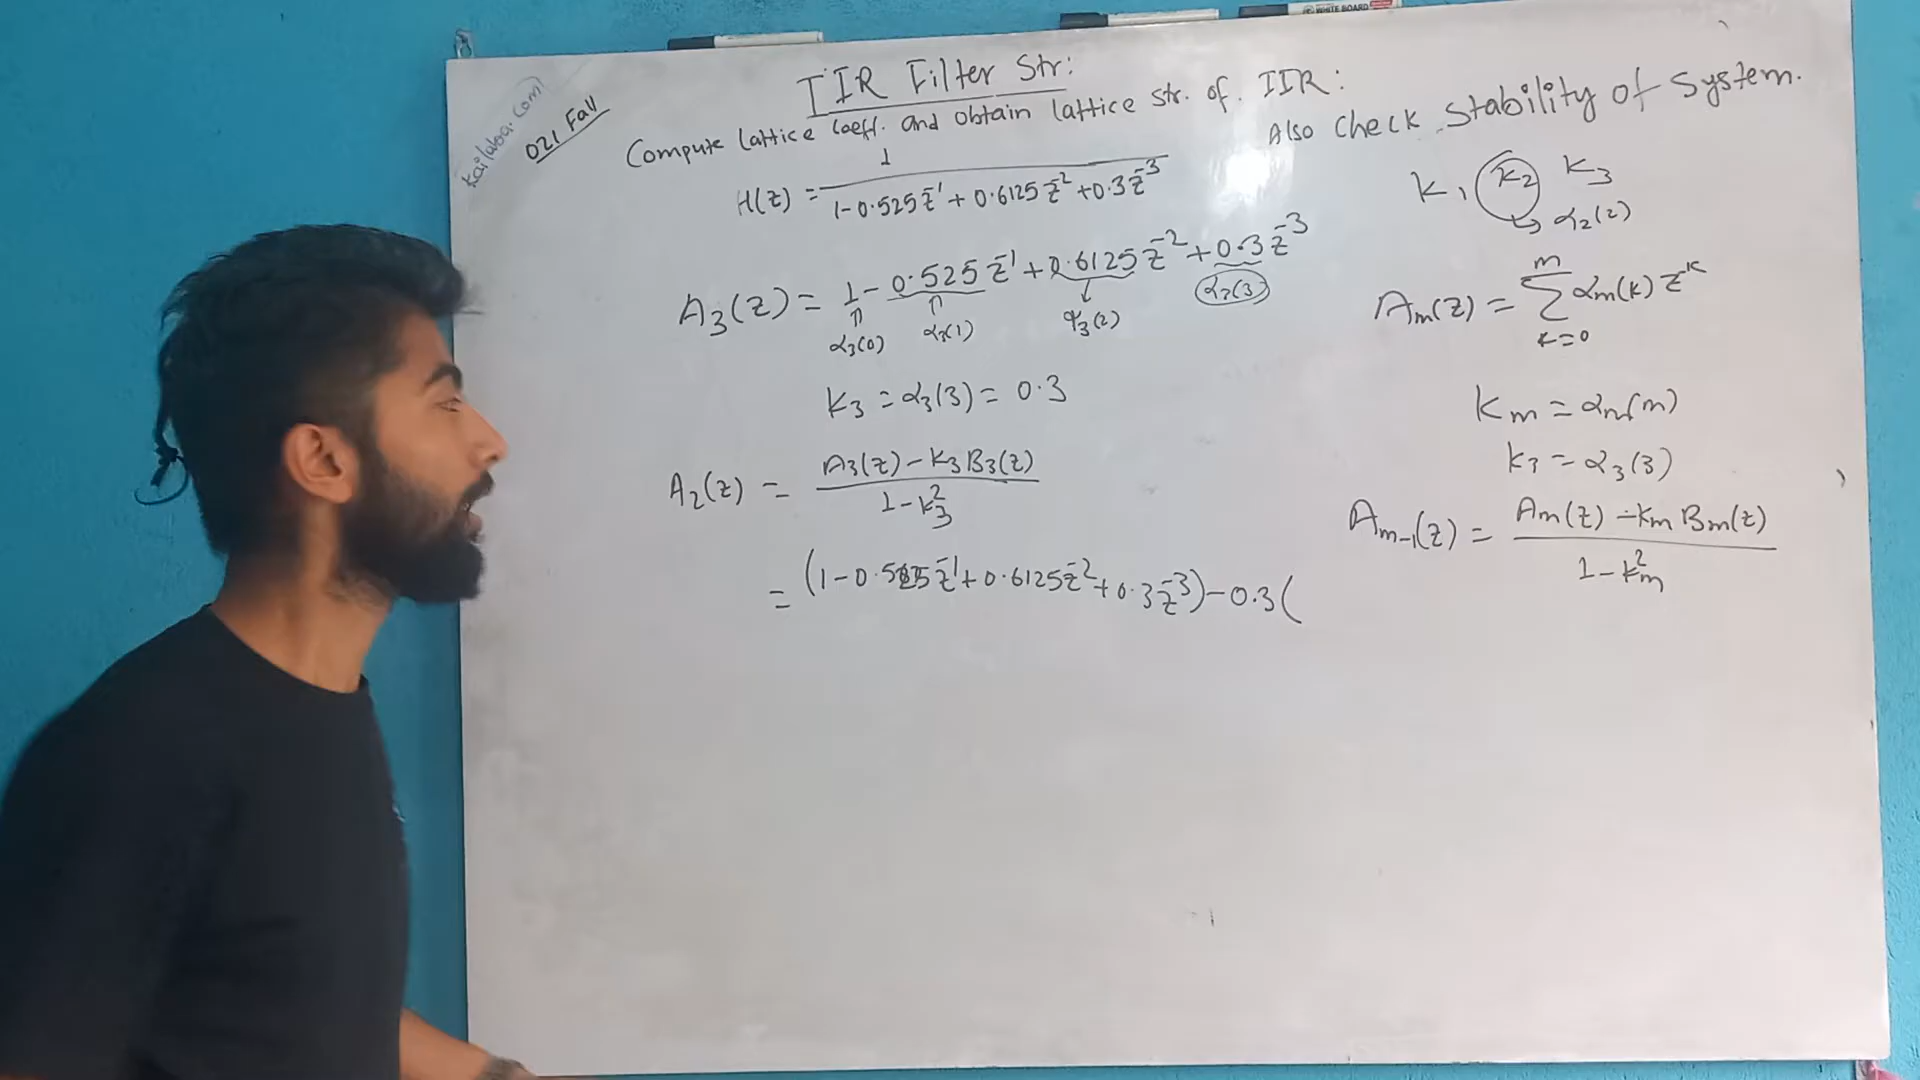 WHITE BOARD
kailaba.com
021 Fall
IIR Filter Str:
Compute lattice coeff. and obtain lattice str. of IIR:
Also Check Stability of System.
H(z) = 1 / (1-0.525z⁻¹ + 0.6125z⁻² + 0.3z⁻³)
A₃(z) = 1 - 0.525z⁻¹ + 0.6125z⁻² + 0.3z⁻³
α₃(0) α₃(1) α₃(2) α₃(3)
k₃ = α₃(3) = 0.3
A₂(z) = (A₃(z) - k₃B₃(z)) / (1-k₃²)
= (1-0.525z⁻¹ + 0.6125z⁻² + 0.3z⁻³) - 0.3(
k₁ k₂ k₃
↳ α₂(2)
Aₘ(z) = Σ αₘ(k) z⁻ᵏ
m
k=0
kₘ = αₘ(m)
k₃ = α₃(3)
Aₘ₋₁(z) = (Aₘ(z) - kₘBₘ(z)) / (1-kₘ²)